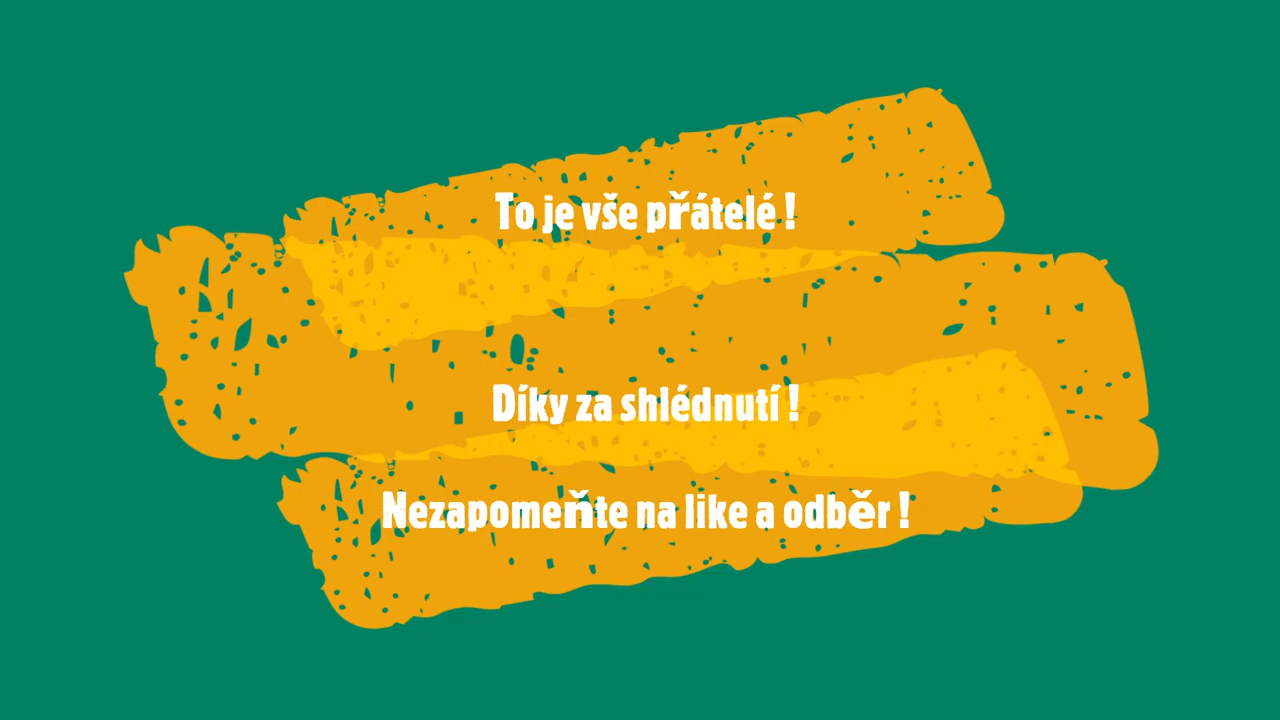 To je vše přátelé !
Díky za shlédnutí !
Nezapomeňte na like a odběr !